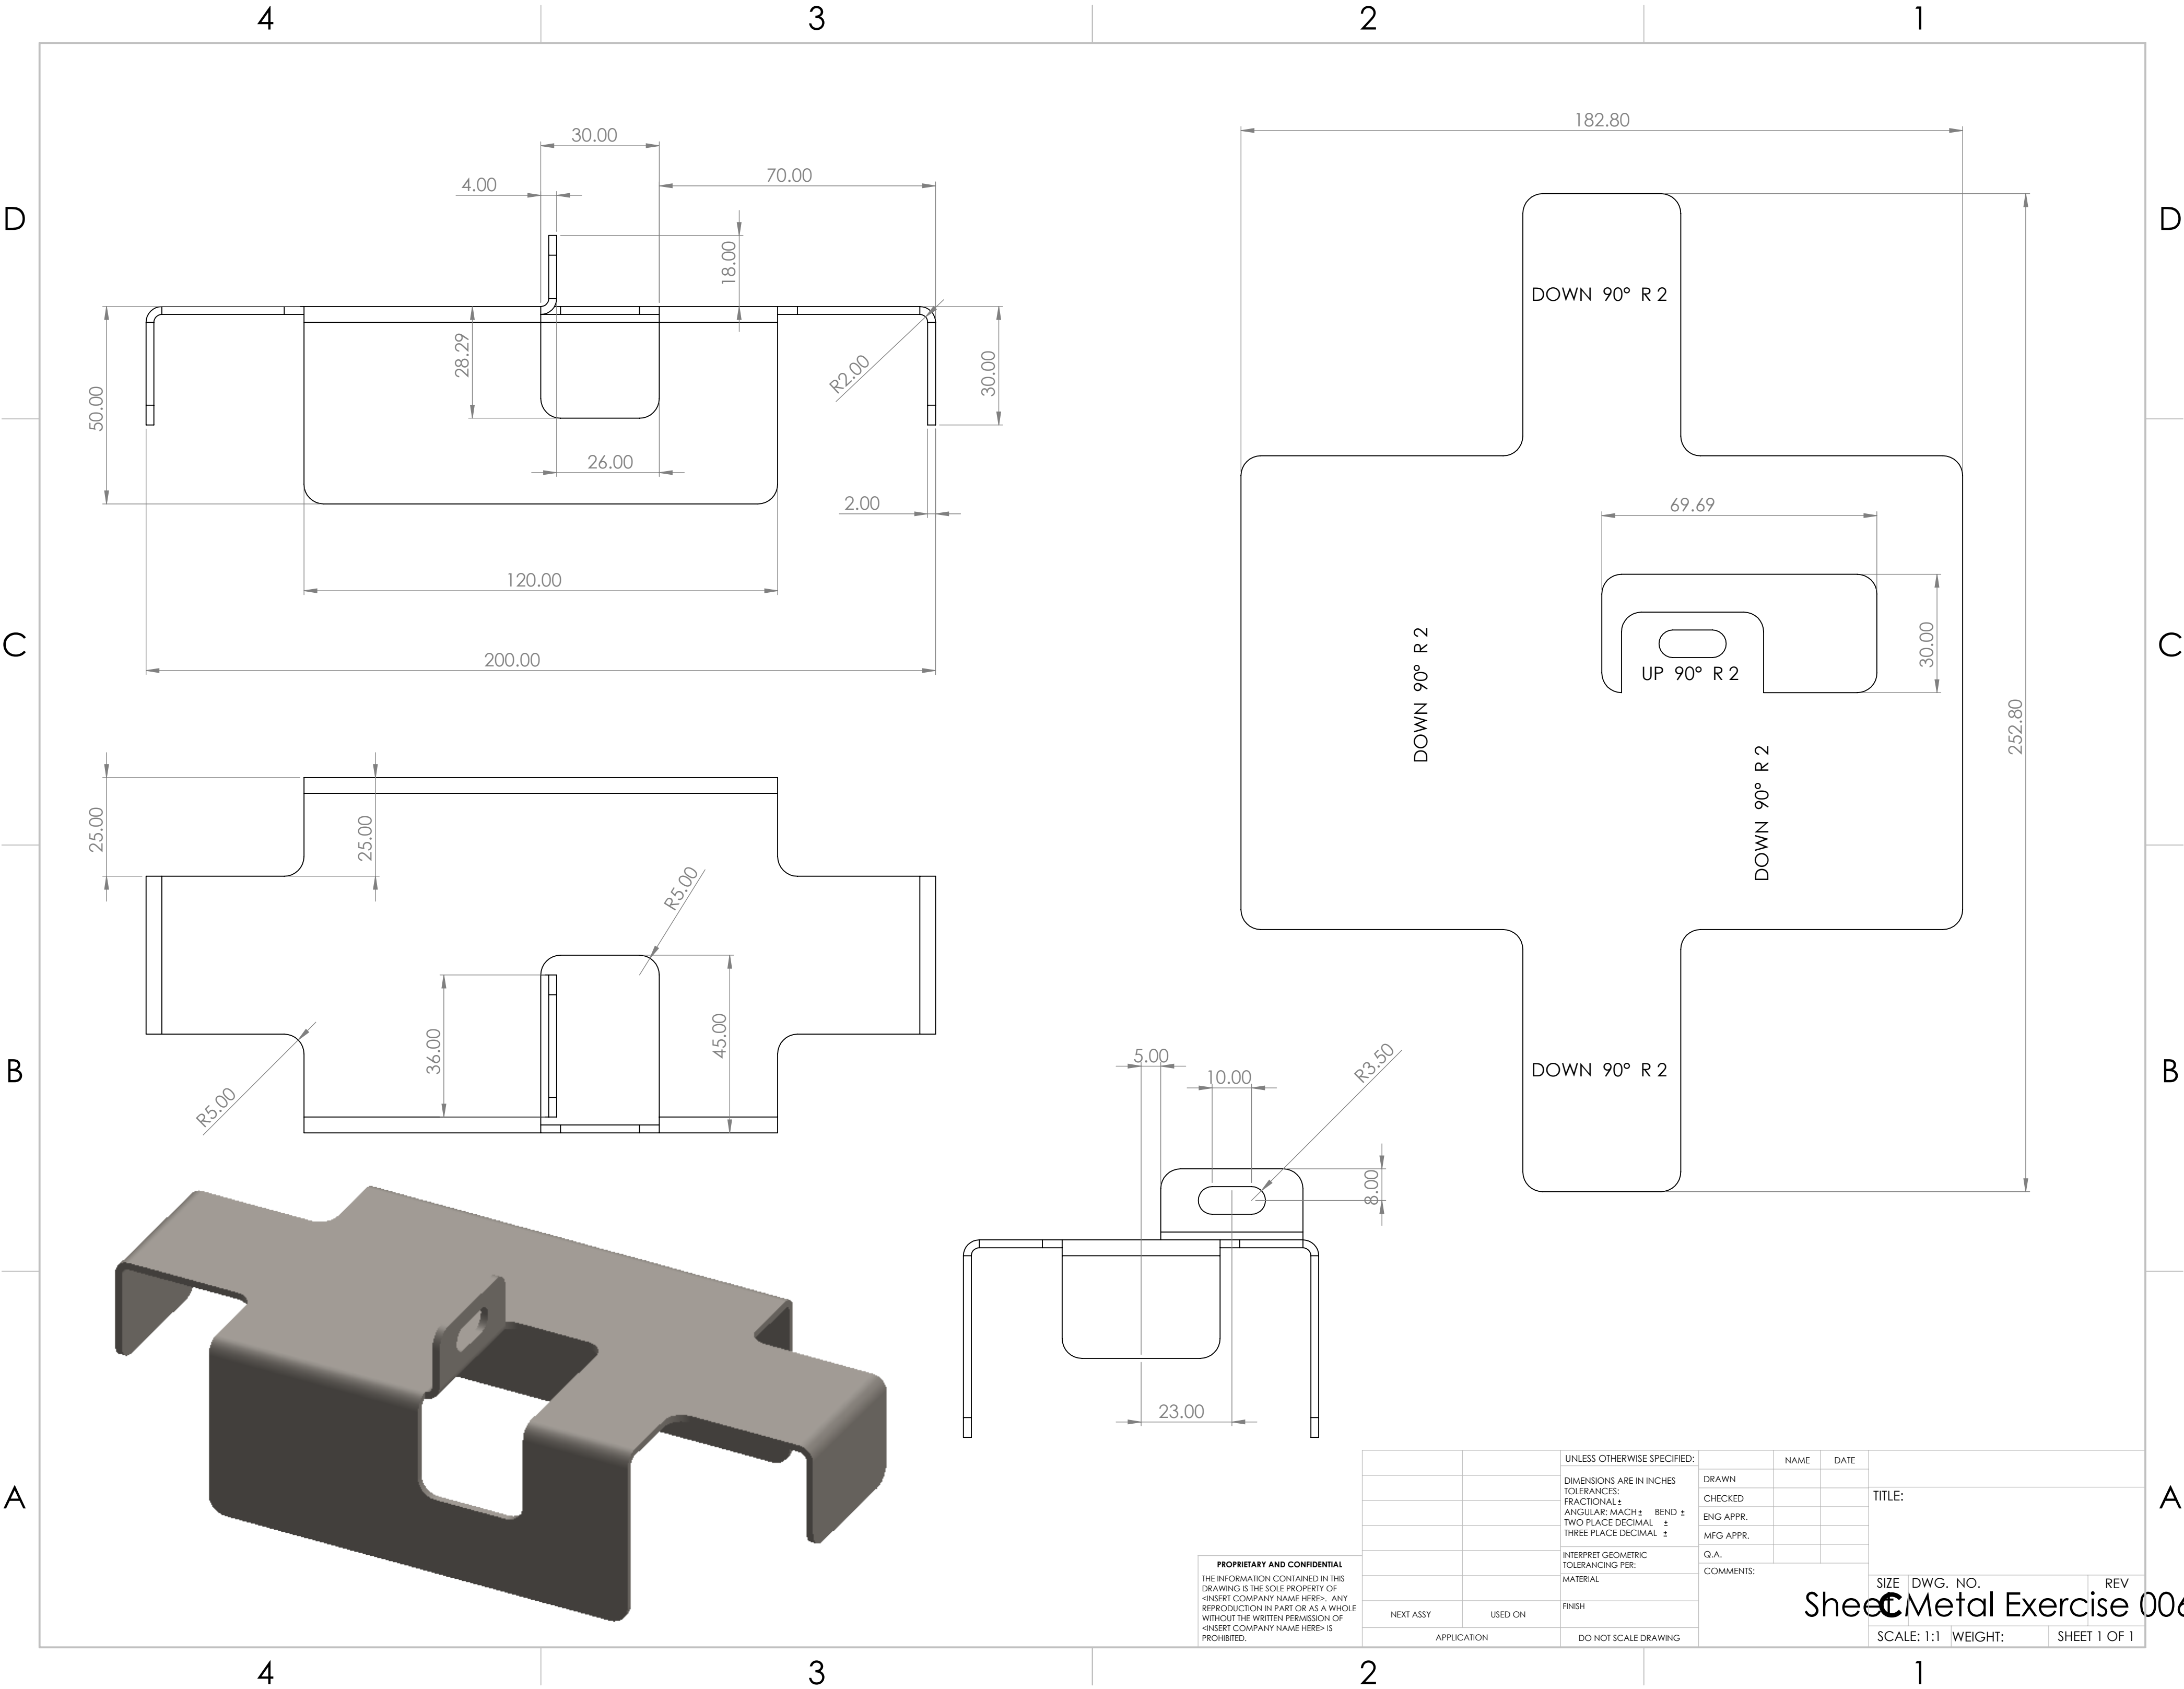 4 3 2 1
D D
C C
B B
A A
4 3 2 1
30.00
4.00
70.00
18.00
28.29
50.00
R2.00
30.00
26.00
2.00
120.00
200.00
182.80
DOWN 90° R 2
69.69
30.00
UP 90° R 2
DOWN 90° R 2
DOWN 90° R 2
252.80
DOWN 90° R 2
25.00
25.00
R5.00
36.00
45.00
R5.00
5.00
10.00
R3.50
8.00
23.00
PROPRIETARY AND CONFIDENTIAL
THE INFORMATION CONTAINED IN THIS
DRAWING IS THE SOLE PROPERTY OF
<INSERT COMPANY NAME HERE>. ANY
REPRODUCTION IN PART OR AS A WHOLE
WITHOUT THE WRITTEN PERMISSION OF
<INSERT COMPANY NAME HERE> IS
PROHIBITED.
NEXT ASSY USED ON
APPLICATION
UNLESS OTHERWISE SPECIFIED:
DIMENSIONS ARE IN INCHES
TOLERANCES:
FRACTIONAL ±
ANGULAR: MACH ± BEND ±
TWO PLACE DECIMAL ±
THREE PLACE DECIMAL ±
INTERPRET GEOMETRIC
TOLERANCING PER:
MATERIAL
FINISH
DO NOT SCALE DRAWING
NAME DATE
DRAWN
CHECKED
ENG APPR.
MFG APPR.
Q.A.
COMMENTS:
TITLE:
SIZE DWG. NO. REV
C
Sheet Metal Exercise 006
SCALE: 1:1 WEIGHT: SHEET 1 OF 1